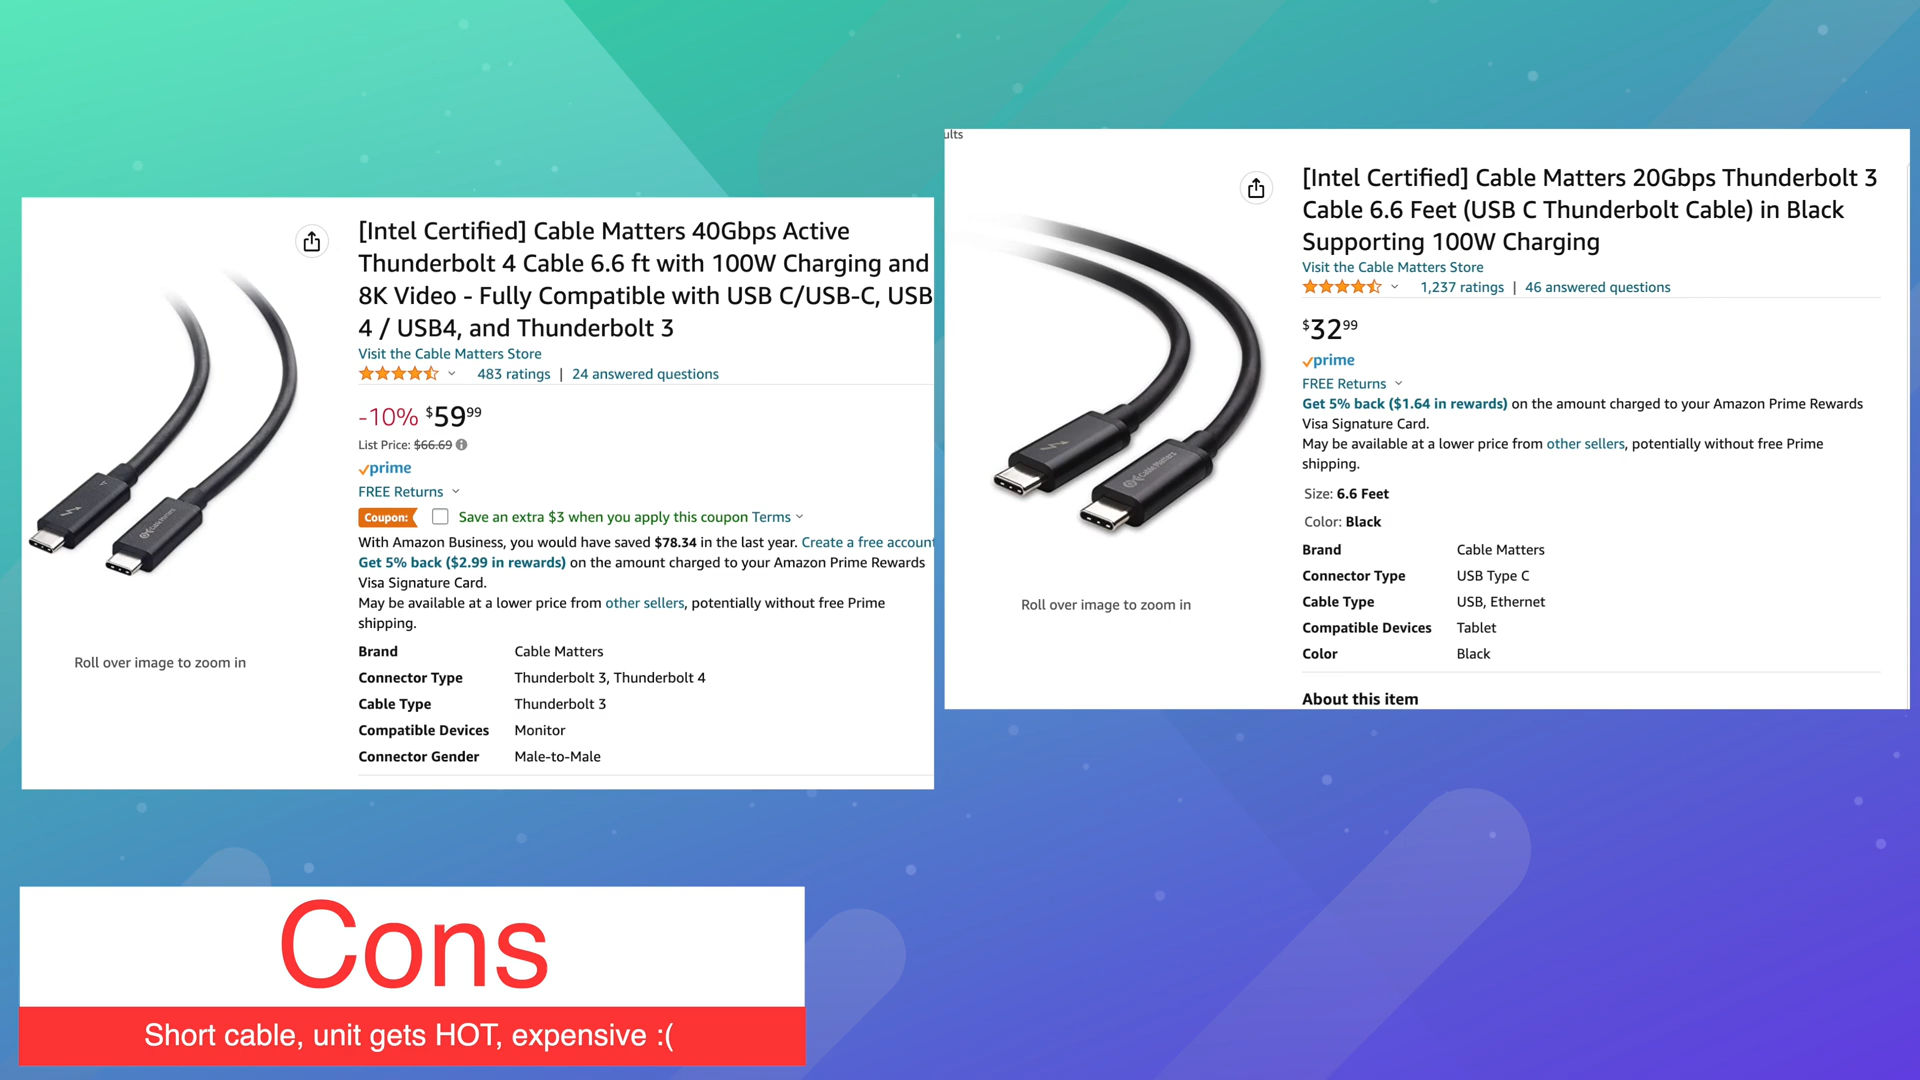 [Intel Certified] Cable Matters 40Gbps Active
Thunderbolt 4 Cable 6.6 ft with 100W Charging and
8K Video - Fully Compatible with USB C/USB-C, USB
4 / USB4, and Thunderbolt 3
Visit the Cable Matters Store
483 ratings | 24 answered questions
-10% $5999
List Price: $66.69
prime
FREE Returns
Coupon: Save an extra $3 when you apply this coupon Terms
With Amazon Business, you would have saved $78.34 in the last year. Create a free account
Get 5% back ($2.99 in rewards) on the amount charged to your Amazon Prime Rewards
Visa Signature Card.
May be available at a lower price from other sellers, potentially without free Prime
shipping.
Brand Cable Matters
Connector Type Thunderbolt 3, Thunderbolt 4
Cable Type Thunderbolt 3
Compatible Devices Monitor
Connector Gender Male-to-Male
Cable Matters
Roll over image to zoom in
ults
[Intel Certified] Cable Matters 20Gbps Thunderbolt 3
Cable 6.6 Feet (USB C Thunderbolt Cable) in Black
Supporting 100W Charging
Visit the Cable Matters Store
1,237 ratings | 46 answered questions
$3299
prime
FREE Returns
Get 5% back ($1.64 in rewards) on the amount charged to your Amazon Prime Rewards
Visa Signature Card.
May be available at a lower price from other sellers, potentially without free Prime
shipping.
Size: 6.6 Feet
Color: Black
Brand Cable Matters
Connector Type USB Type C
Cable Type USB, Ethernet
Compatible Devices Tablet
Color Black
About this item
Cable Matters
Roll over image to zoom in
Cons
Short cable, unit gets HOT, expensive :(